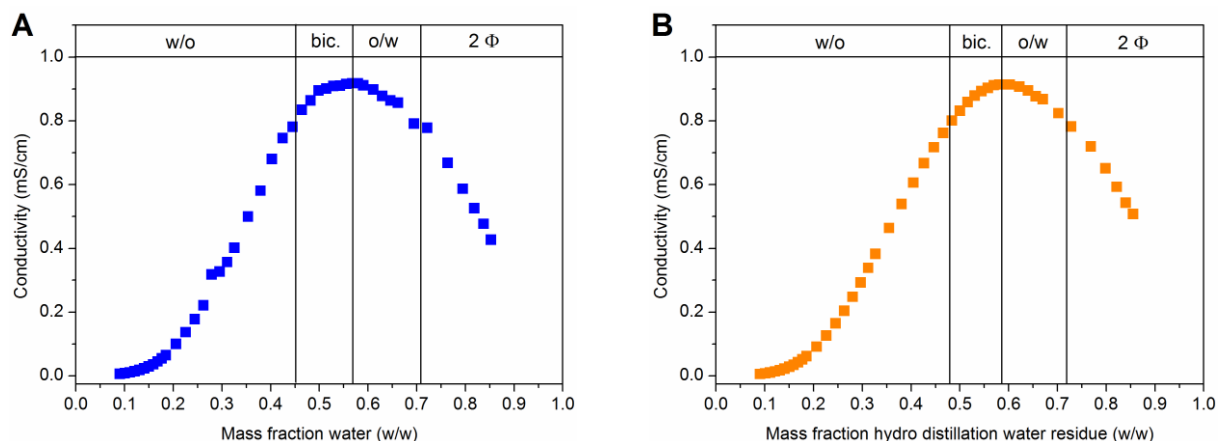 A
w/o bic. o/w 2 Φ
1.0
0.8
0.6
0.4
0.2
0.0
Conductivity (mS/cm)
0.0 0.1 0.2 0.3 0.4 0.5 0.6 0.7 0.8 0.9 1.0
Mass fraction water (w/w)
B
w/o bic. o/w 2 Φ
1.0
0.8
0.6
0.4
0.2
0.0
Conductivity (mS/cm)
0.0 0.1 0.2 0.3 0.4 0.5 0.6 0.7 0.8 0.9 1.0
Mass fraction hydro distillation water residue (w/w)